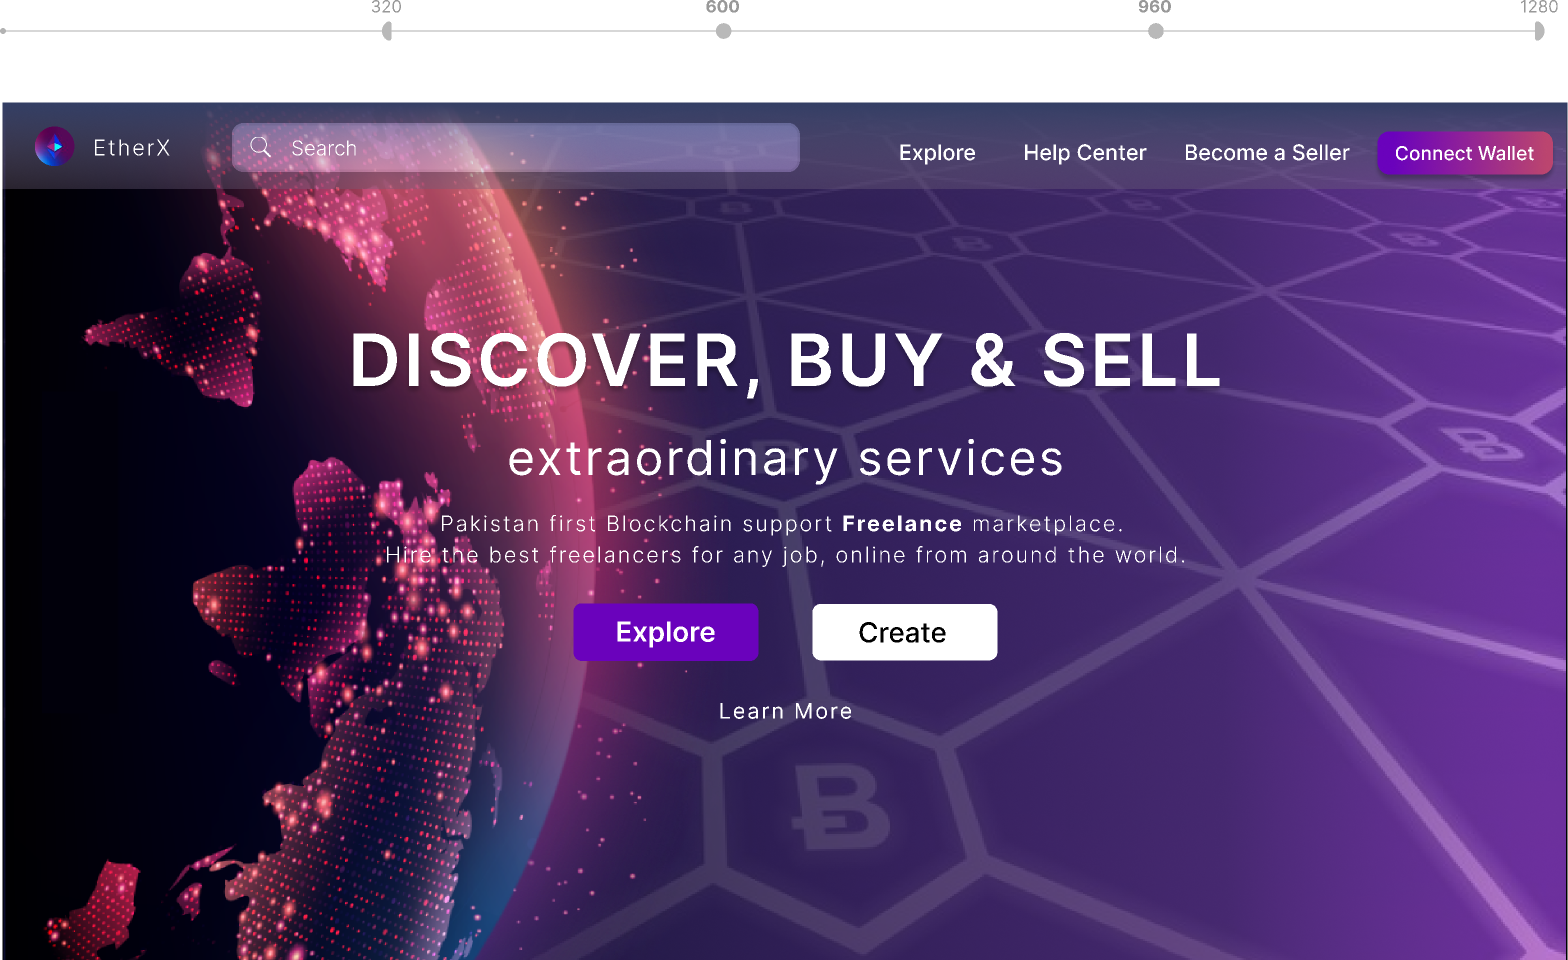 320 600 960 1280
EtherX Search Explore Help Center Become a Seller Connect Wallet
DISCOVER, BUY & SELL
extraordinary services
Pakistan first Blockchain support Freelance marketplace.
Hire the best freelancers for any job, online from around the world.
Explore Create
Learn More